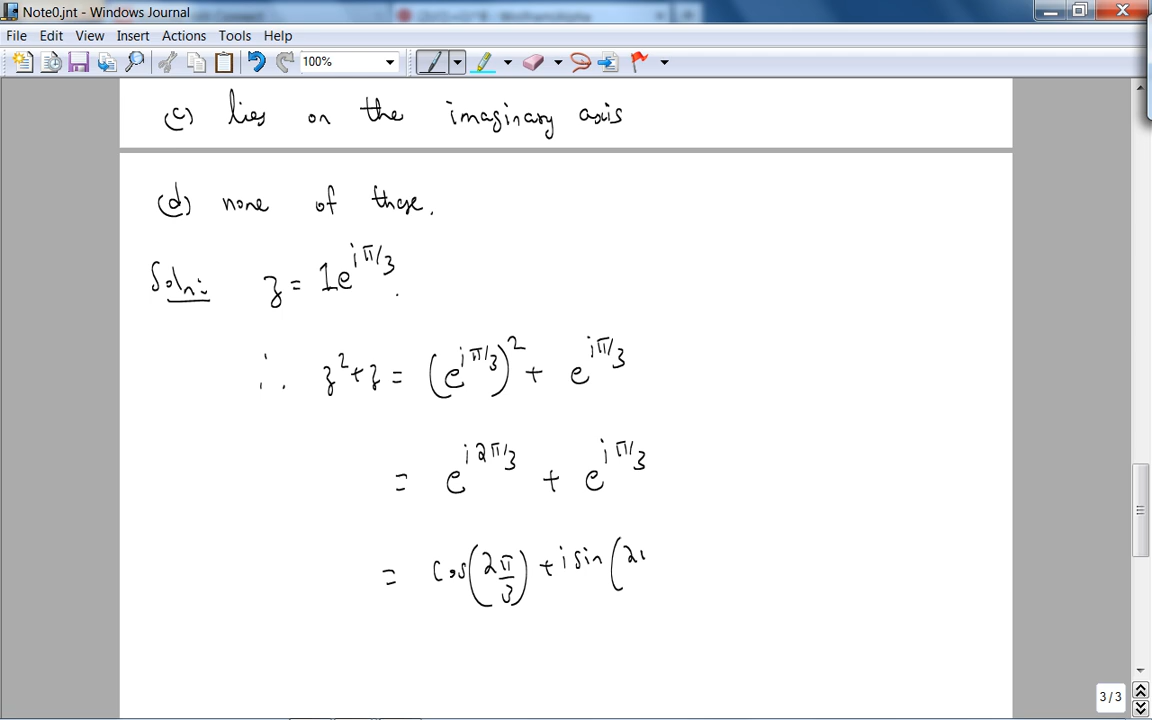 Note0.jnt - Windows Journal
File Edit View Insert Actions Tools Help
100%
(c) lies on the imaginary axis
(d) none of these.
Soln: z = 1e^{iπ/3}.
∴ z² + z = (e^{iπ/3})² + e^{iπ/3}
= e^{i2π/3} + e^{iπ/3}
= cos(2π/3) + i sin(2
3/3